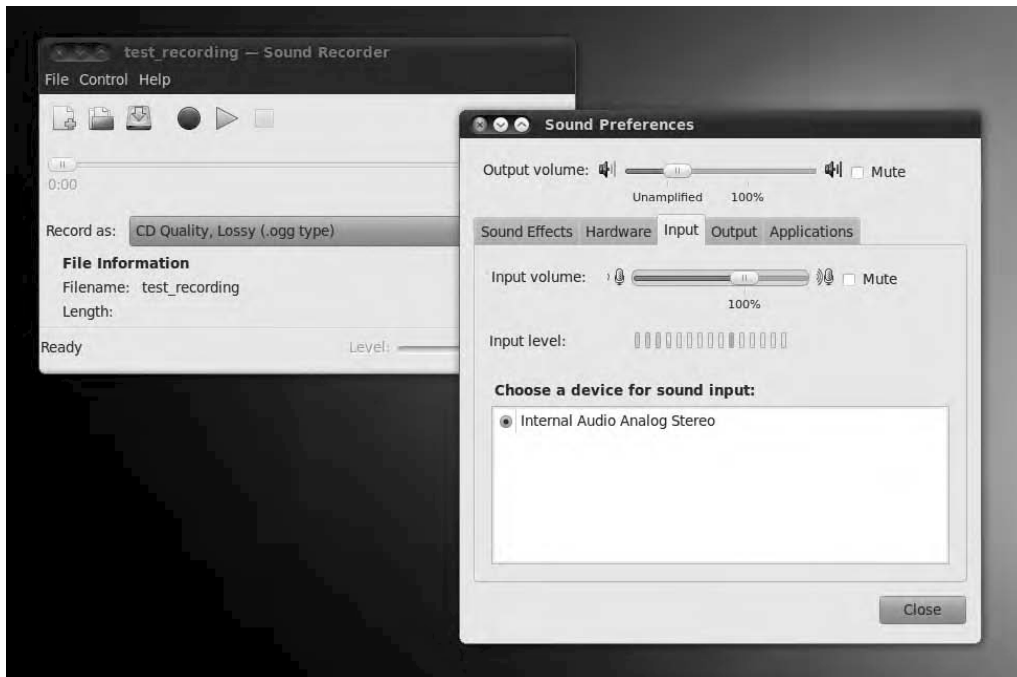 test_recording — Sound Recorder
File Control Help
0:00
Record as: CD Quality, Lossy (.ogg type)
File Information
Filename: test_recording
Length:
Ready Level:
Sound Preferences
Output volume: Mute
Unamplified 100%
Sound Effects Hardware Input Output Applications
Input volume: Mute
100%
Input level:
Choose a device for sound input:
Internal Audio Analog Stereo
Close